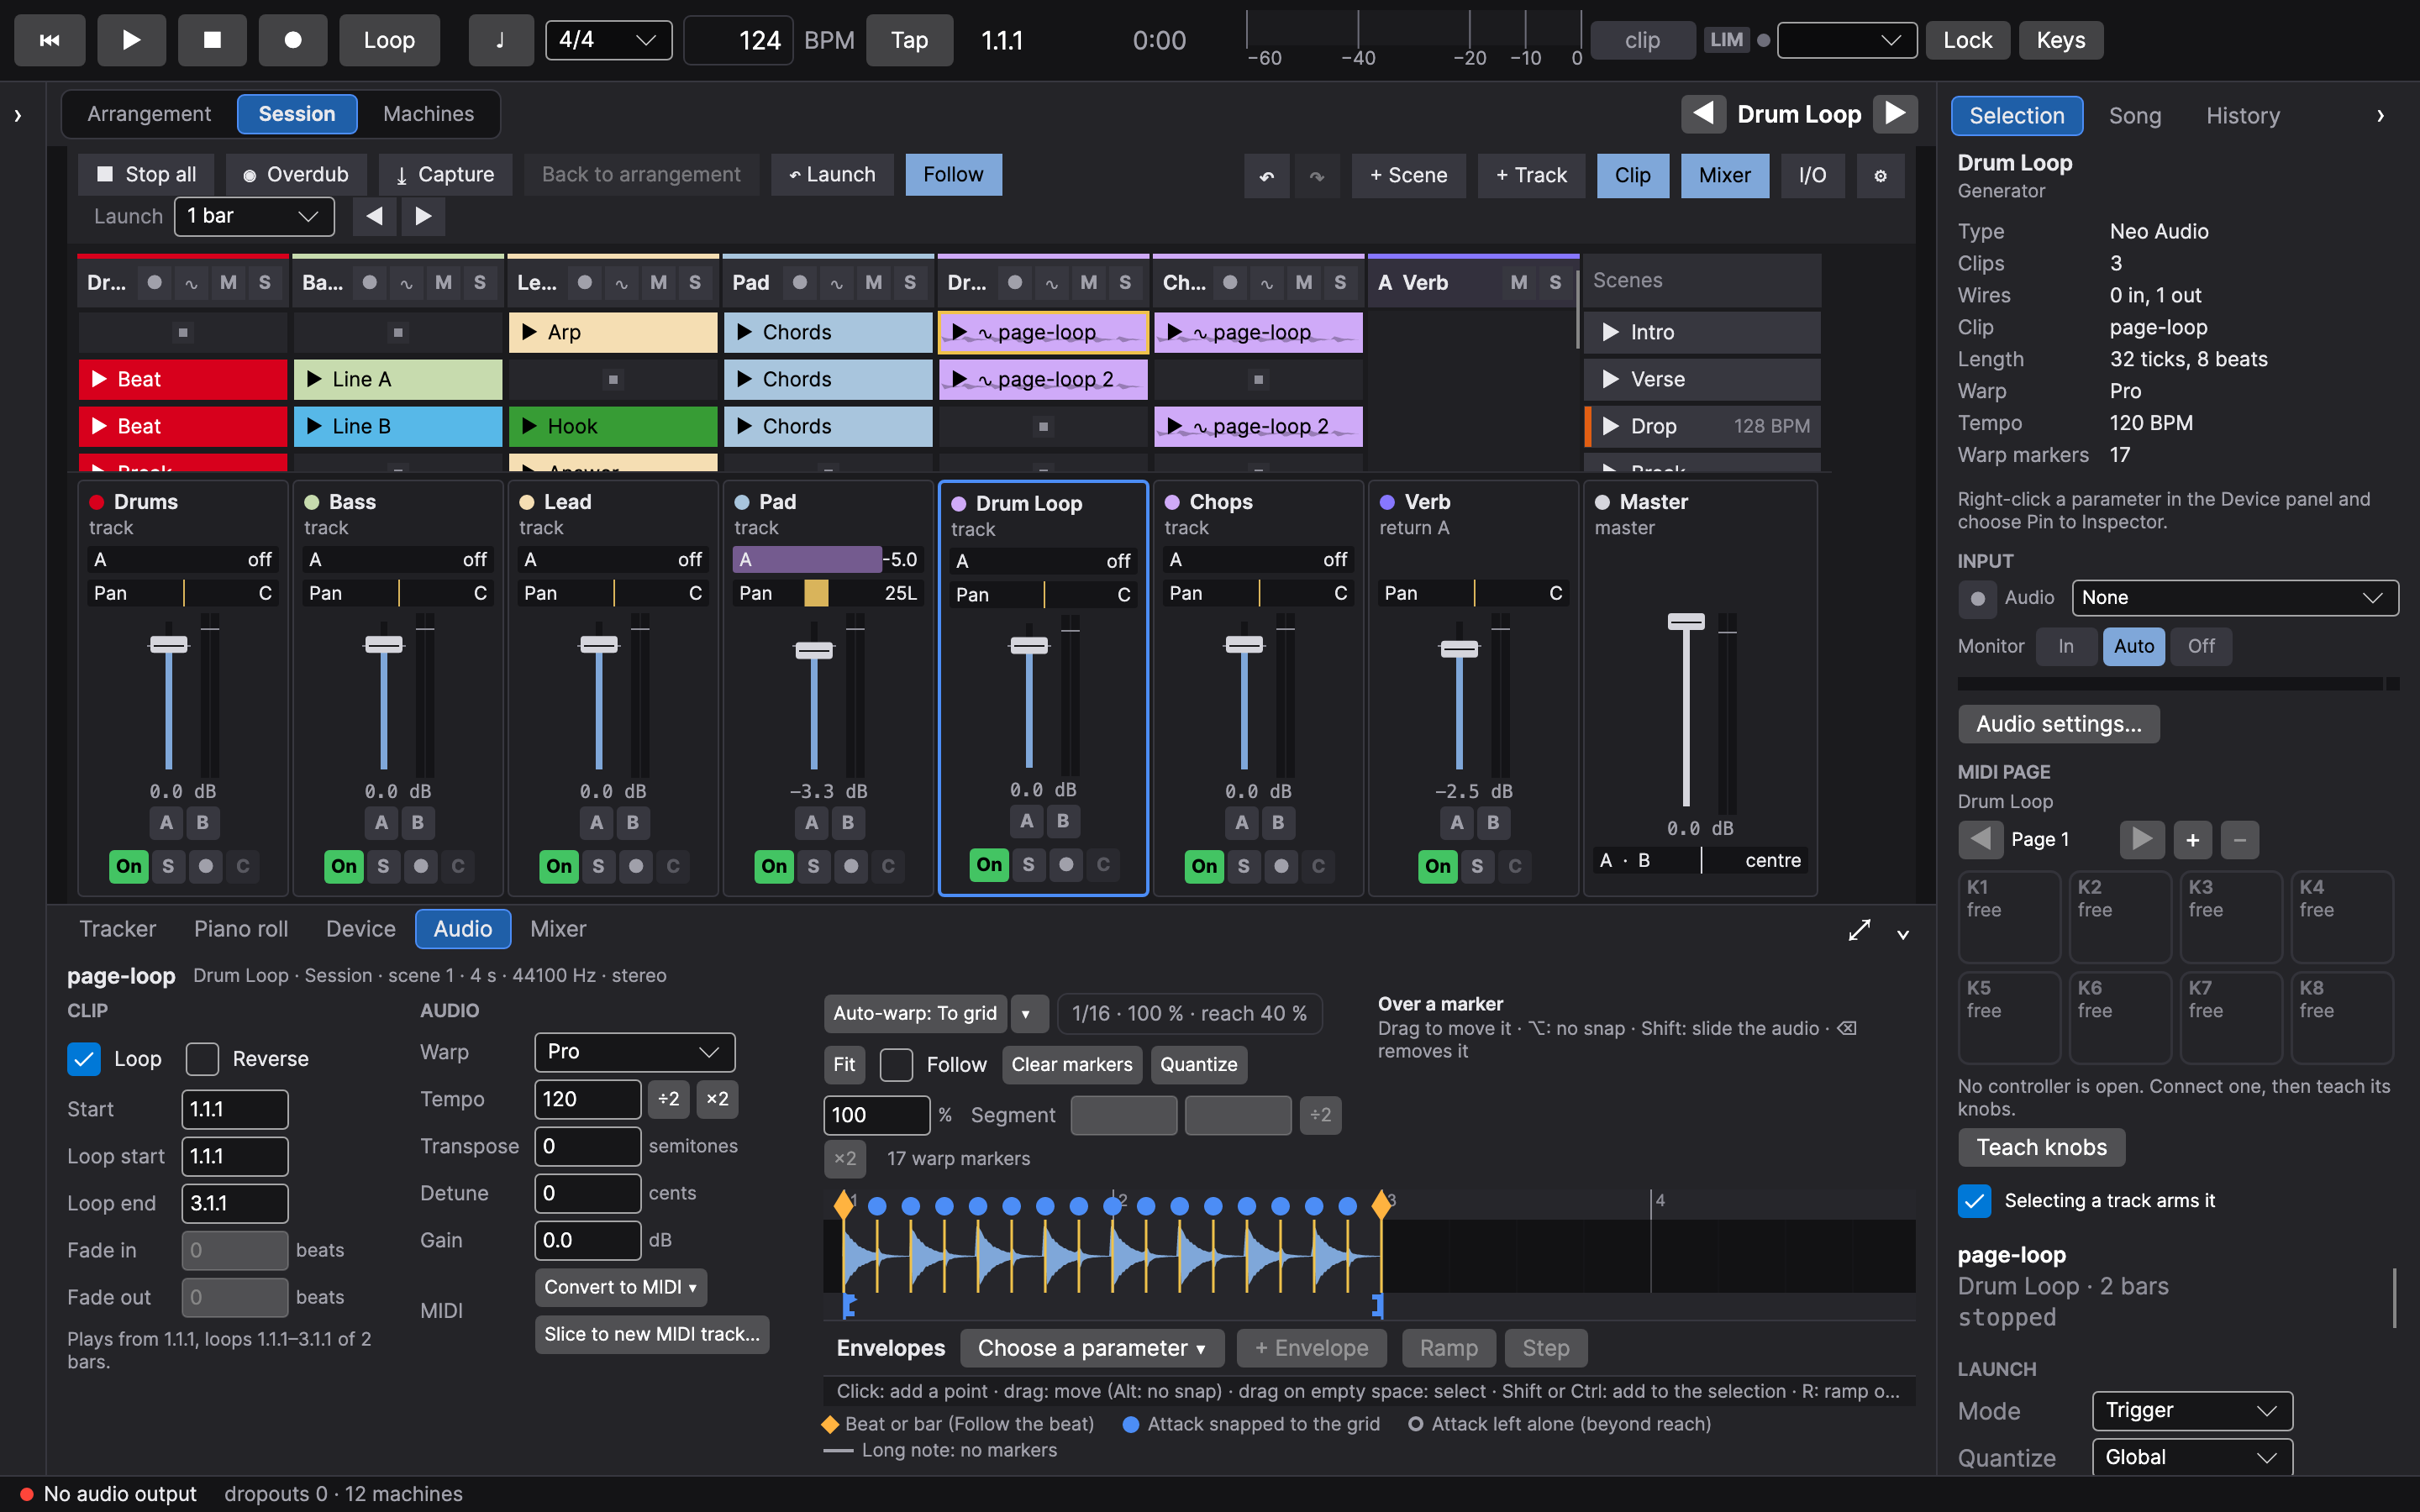 Loop ♩ 4/4 124 BPM Tap 1.1.1 0:00 −60 −40 −20 −10 0 clip LIM Lock Keys
Arrangement Session Machines Drum Loop
Stop all Overdub Capture Back to arrangement Launch Follow + Scene + Track Clip Mixer I/O
Launch 1 bar
Dr... M S Ba... M S Le... M S Pad M S Dr... M S Ch... M S A Verb M S Scenes
Arp Chords page-loop page-loop Intro
Beat Line A Chords page-loop 2 Verse
Beat Line B Hook Chords page-loop 2 Drop 128 BPM
Break Answer Break
Drums Bass Lead Pad Drum Loop Chops Verb Master
track track track track track track return A master
A off A off A off A -5.0 A off A off
Pan C Pan C Pan C Pan 25L Pan C Pan C Pan C
0.0 dB 0.0 dB 0.0 dB −3.3 dB 0.0 dB 0.0 dB −2.5 dB 0.0 dB
A B A B A B A B A B A B A B
On S C On S C On S C On S C On S C On S C On S C A · B centre
Tracker Piano roll Device Audio Mixer
page-loop Drum Loop · Session · scene 1 · 4 s · 44100 Hz · stereo
CLIP
Loop Reverse
Start 1.1.1
Loop start 1.1.1
Loop end 3.1.1
Fade in 0 beats
Fade out 0 beats
Plays from 1.1.1, loops 1.1.1–3.1.1 of 2
bars.
AUDIO
Warp Pro
Tempo 120 ÷2 ×2
Transpose 0 semitones
Detune 0 cents
Gain 0.0 dB
Convert to MIDI ▾
MIDI
Slice to new MIDI track...
Auto-warp: To grid ▾ 1/16 · 100 % · reach 40 %
Fit Follow Clear markers Quantize
100 % Segment ÷2
×2 17 warp markers
Over a marker
Drag to move it · ⌥: no snap · Shift: slide the audio · ⌫
removes it
1 2 3 4
Envelopes Choose a parameter ▾ + Envelope Ramp Step
Click: add a point · drag: move (Alt: no snap) · drag on empty space: select · Shift or Ctrl: add to the selection · R: ramp o...
Beat or bar (Follow the beat) Attack snapped to the grid Attack left alone (beyond reach)
Long note: no markers
Selection Song History
Drum Loop
Generator
Type Neo Audio
Clips 3
Wires 0 in, 1 out
Clip page-loop
Length 32 ticks, 8 beats
Warp Pro
Tempo 120 BPM
Warp markers 17
Right-click a parameter in the Device panel and
choose Pin to Inspector.
INPUT
Audio None
Monitor In Auto Off
Audio settings...
MIDI PAGE
Drum Loop
Page 1 + −
K1 K2 K3 K4
free free free free
K5 K6 K7 K8
free free free free
No controller is open. Connect one, then teach its
knobs.
Teach knobs
Selecting a track arms it
page-loop
Drum Loop · 2 bars
stopped
LAUNCH
Mode Trigger
Quantize Global
No audio output dropouts 0 · 12 machines